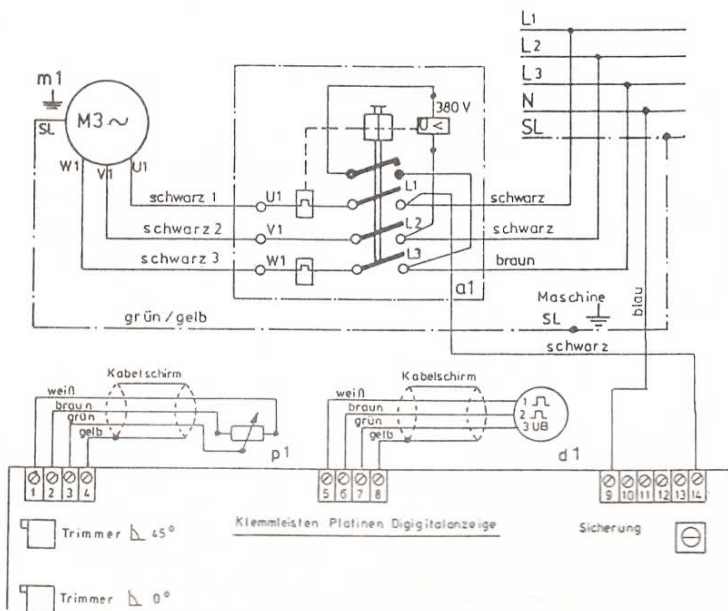 L1
L2
L3
N
SL
m1
SL
M3~
W1
V1
U1
380 V
U<
schwarz 1
U1
L1
schwarz
schwarz 2
V1
L2
schwarz
schwarz 3
W1
L3
braun
a1
grün/gelb
Maschine
SL
blau
schwarz
Kabelschirm
weiß
braun
grün
gelb
p1
Kabelschirm
weiß
braun
grün
gelb
1
2
3 UB
d1
1 2 3 4
5 6 7 8
9 10 11 12 13 14
Trimmer 45°
Klemmleisten Platinen Digigitalanzeige
Sicherung
Trimmer 0°